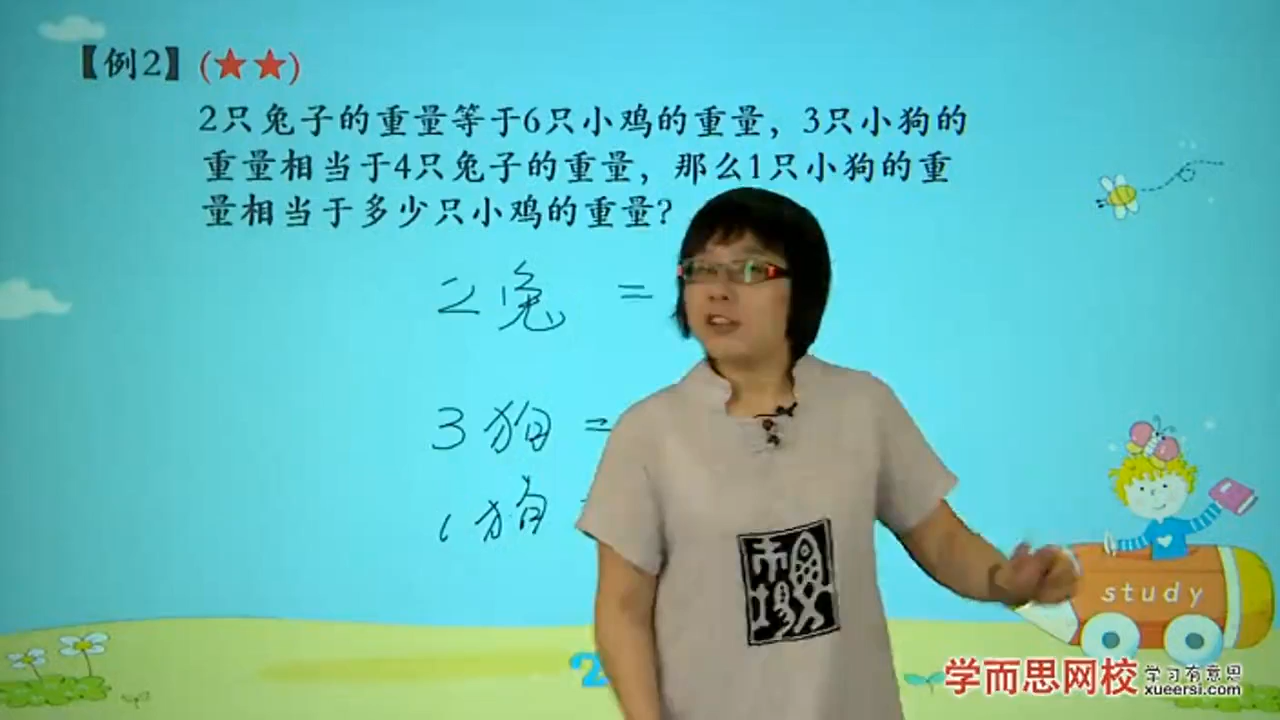 【例2】(★★)
2只兔子的重量等于6只小鸡的重量，3只小狗的
重量相当于4只兔子的重量，那么1只小狗的重
量相当于多少只小鸡的重量？
2兔 =
3狗 =
1狗
study
2
学而思网校 学习有意思
xueersi.com